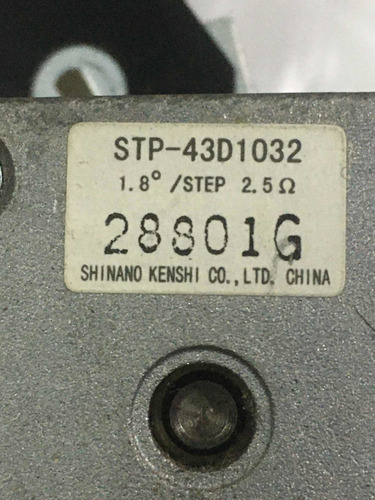 STP-43D1032
1.8° /STEP 2.5Ω
28801G
SHINANO KENSHI CO.,LTD. CHINA